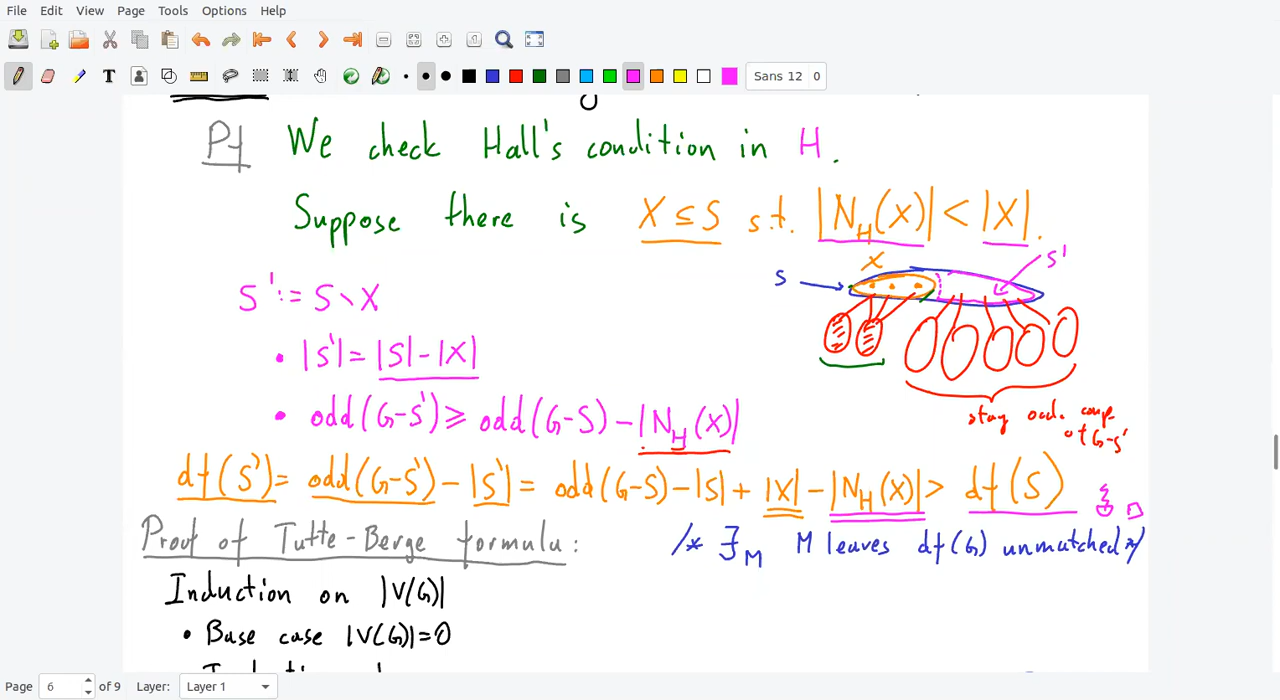 File Edit View Page Tools Options Help
Sans 12 0
Pf We check Hall's condition in H.
Suppose there is X ⊆ S s.t. |N_H(X)| < |X|.
X
S'
S
S' := S \ X
• |S'| = |S| - |X|
• odd(G-S') ⩾ odd(G-S) - |N_H(X)|
stay odd. comp.
of G-S'
df(S') = odd(G-S') - |S'| = odd(G-S) - |S| + |X| - |N_H(X)| > df(S)
Proof of Tutte-Berge formula: /* ∃_M M leaves df(G) unmatched */
Induction on |V(G)|
• Base case |V(G)|=0
Page 6 of 9 Layer: Layer 1